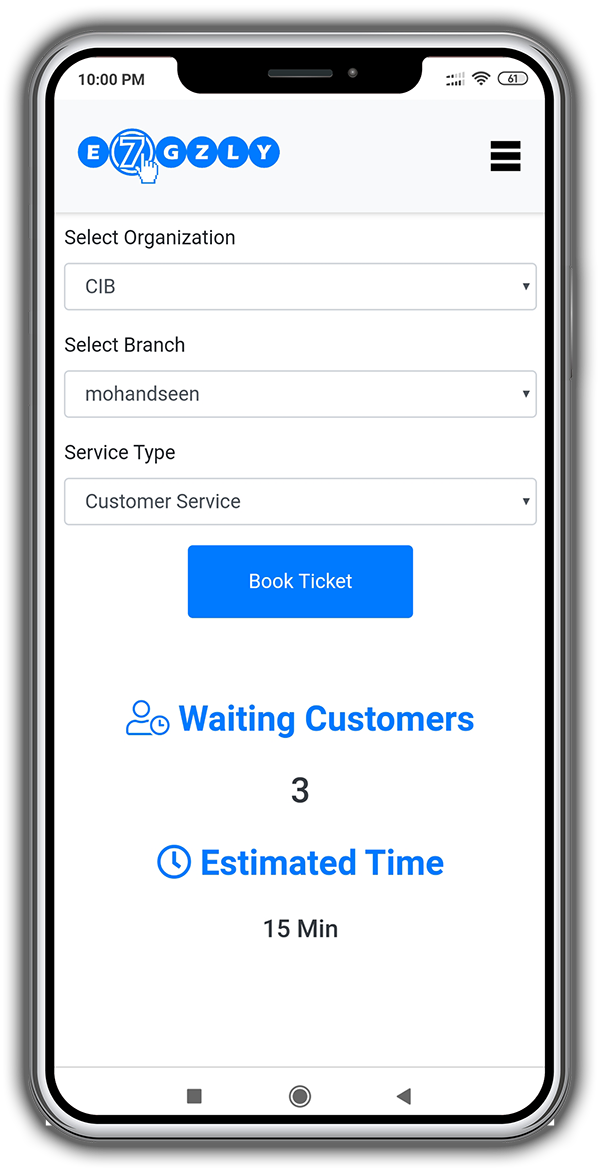 10:00 PM
61
E7GZLY
Select Organization
CIB
Select Branch
mohandseen
Service Type
Customer Service
Book Ticket
Waiting Customers
3
Estimated Time
15 Min